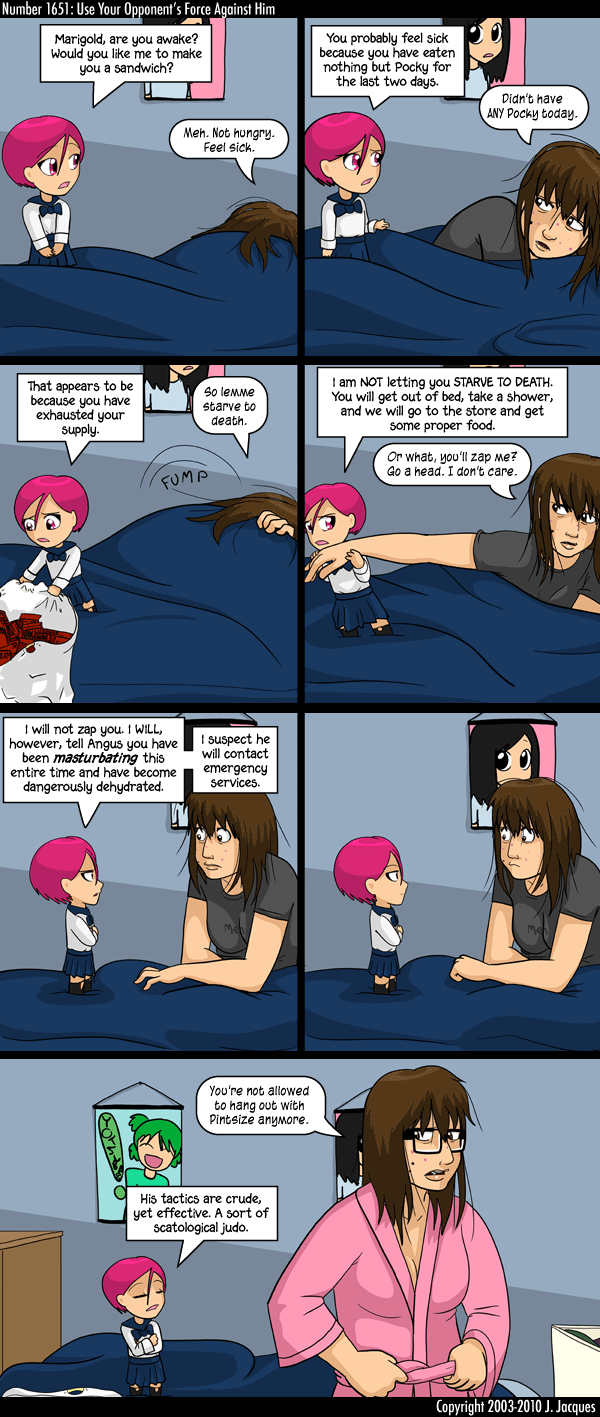 Number 1651: Use Your Opponent's Force Against Him
Marigold, are you awake?
Would you like me to make
you a sandwich?
Meh. Not hungry.
Feel sick.
You probably feel sick
because you have eaten
nothing but Pocky for
the last two days.
Didn't have
ANY Pocky today.
That appears to be
because you have
exhausted your
supply.
So lemme
starve to
death.
FUMP
I am NOT letting you STARVE TO DEATH.
You will get out of bed, take a shower,
and we will go to the store and get
some proper food.
Or what, you'll zap me?
Go a head. I don't care.
I will not zap you. I WILL,
however, tell Angus you have
been masturbating this
entire time and have become
dangerously dehydrated.
I suspect he
will contact
emergency
services.
Meh
Meh
You're not allowed
to hang out with
Pintsize anymore.
His tactics are crude,
yet effective. A sort of
scatological judo.
Copyright 2003-2010 J. Jacques